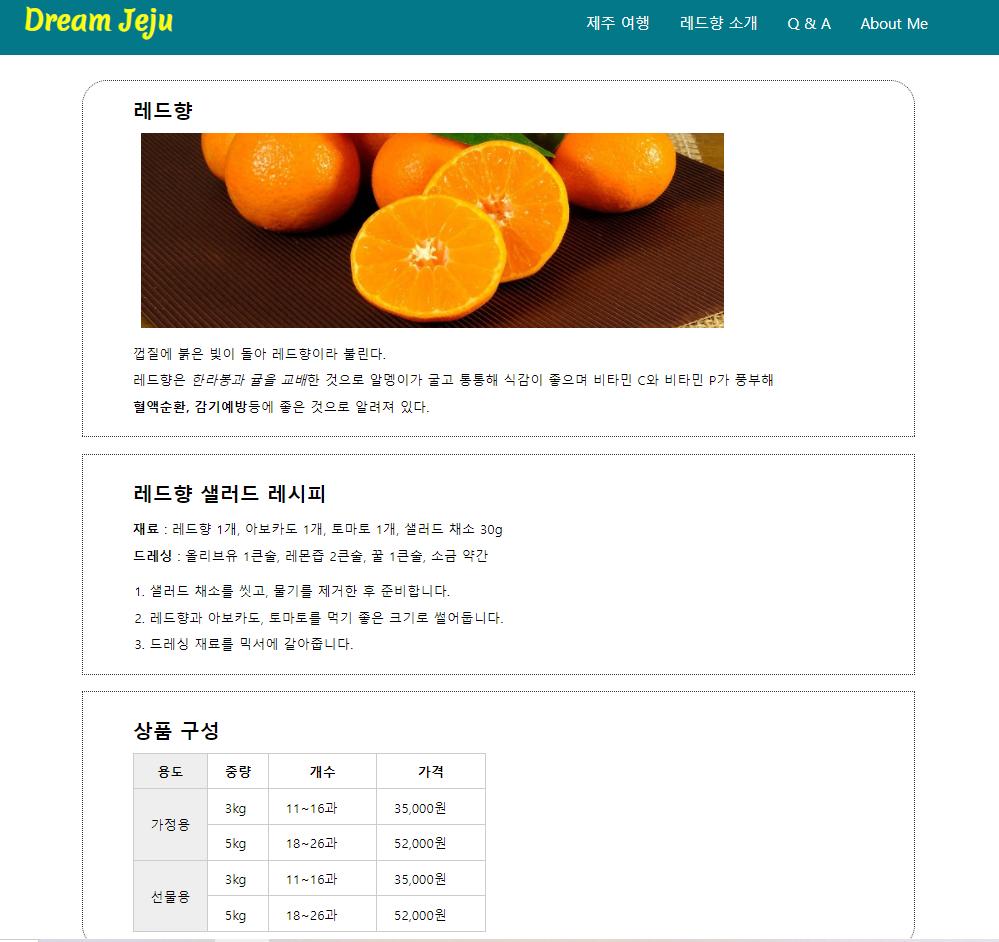 Dream Jeju
제주 여행 레드향 소개 Q & A About Me
레드향
껍질에 붉은 빛이 돌아 레드향이라 불린다.
레드향은 한라봉과 귤을 교배한 것으로 알멩이가 굴고 통통해 식감이 좋으며 비타민 C와 비타민 P가 풍부해
혈액순환, 감기예방등에 좋은 것으로 알려져 있다.
레드향 샐러드 레시피
재료 : 레드향 1개, 아보카도 1개, 토마토 1개, 샐러드 채소 30g
드레싱 : 올리브유 1큰술, 레몬즙 2큰술, 꿀 1큰술, 소금 약간
1. 샐러드 채소를 씻고, 물기를 제거한 후 준비합니다.
2. 레드향과 아보카도, 토마토를 먹기 좋은 크기로 썰어둡니다.
3. 드레싱 재료를 믹서에 갈아줍니다.
상품 구성
용도 중량 개수 가격
가정용 3kg 11~16과 35,000원
5kg 18~26과 52,000원
선물용 3kg 11~16과 35,000원
5kg 18~26과 52,000원